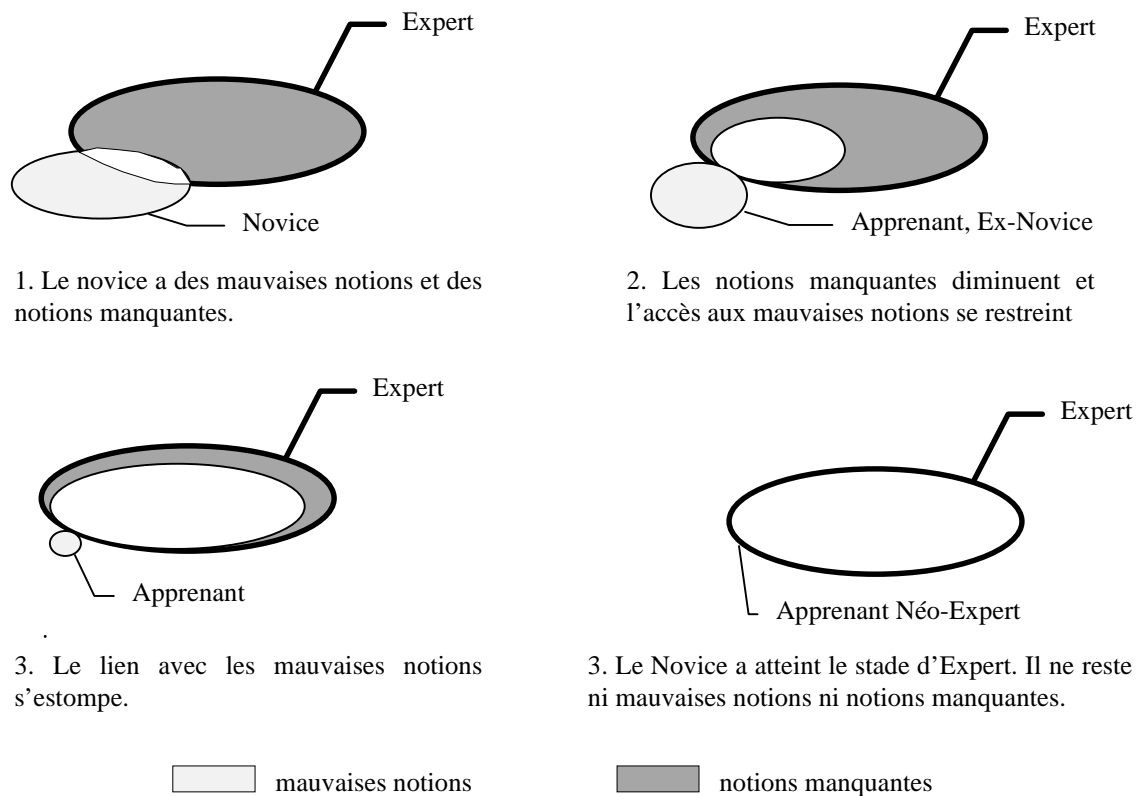 Expert
Novice
1. Le novice a des mauvaises notions et des
notions manquantes.
Expert
Apprenant, Ex-Novice
2. Les notions manquantes diminuent et
l'accès aux mauvaises notions se restreint
Expert
Apprenant
.
3. Le lien avec les mauvaises notions
s'estompe.
Expert
Apprenant Néo-Expert
3. Le Novice a atteint le stade d'Expert. Il ne reste
ni mauvaises notions ni notions manquantes.
mauvaises notions
notions manquantes